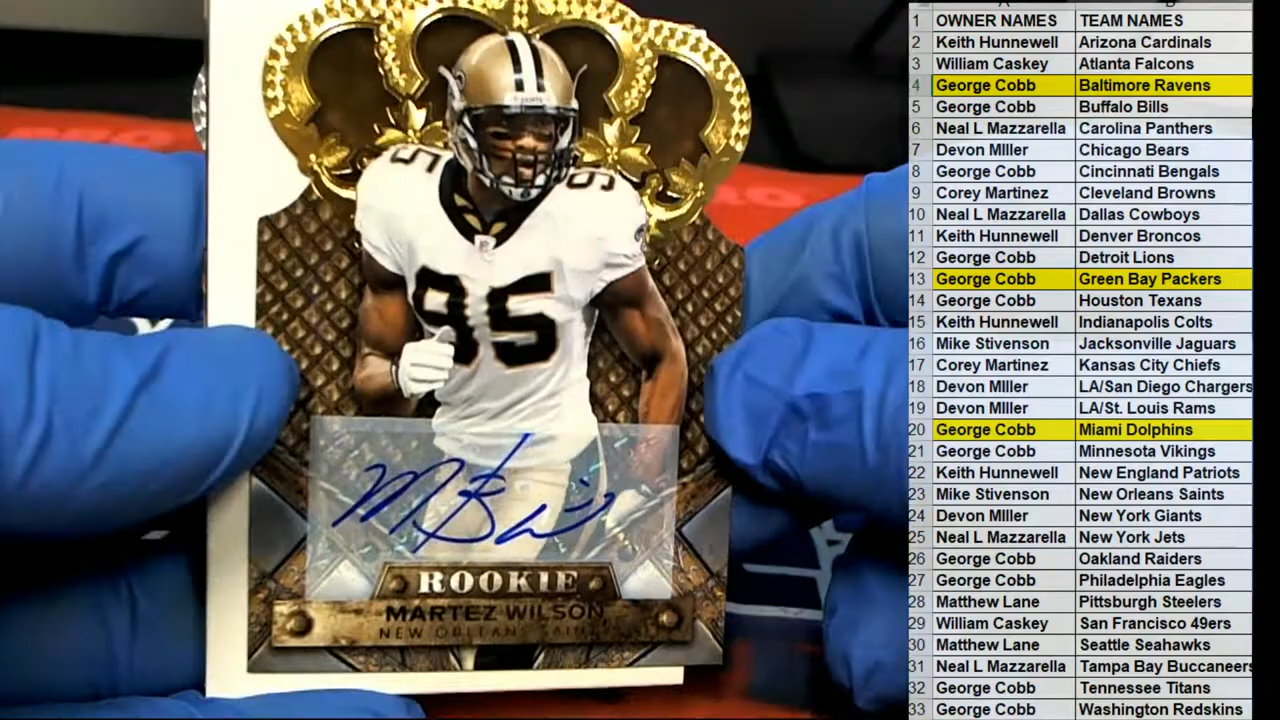 95
95
95
SAINTS
ROOKIE
MARTEZ WILSON
NEW ORLEANS SAINTS
1 OWNER NAMES TEAM NAMES
2 Keith Hunnewell Arizona Cardinals
3 William Caskey Atlanta Falcons
4 George Cobb Baltimore Ravens
5 George Cobb Buffalo Bills
6 Neal L Mazzarella Carolina Panthers
7 Devon MIller Chicago Bears
8 George Cobb Cincinnati Bengals
9 Corey Martinez Cleveland Browns
10 Neal L Mazzarella Dallas Cowboys
11 Keith Hunnewell Denver Broncos
12 George Cobb Detroit Lions
13 George Cobb Green Bay Packers
14 George Cobb Houston Texans
15 Keith Hunnewell Indianapolis Colts
16 Mike Stivenson Jacksonville Jaguars
17 Corey Martinez Kansas City Chiefs
18 Devon MIller LA/San Diego Chargers
19 Devon MIller LA/St. Louis Rams
20 George Cobb Miami Dolphins
21 George Cobb Minnesota Vikings
22 Keith Hunnewell New England Patriots
23 Mike Stivenson New Orleans Saints
24 Devon MIller New York Giants
25 Neal L Mazzarella New York Jets
26 George Cobb Oakland Raiders
27 George Cobb Philadelphia Eagles
28 Matthew Lane Pittsburgh Steelers
29 William Caskey San Francisco 49ers
30 Matthew Lane Seattle Seahawks
31 Neal L Mazzarella Tampa Bay Buccaneers
32 George Cobb Tennessee Titans
33 George Cobb Washington Redskins